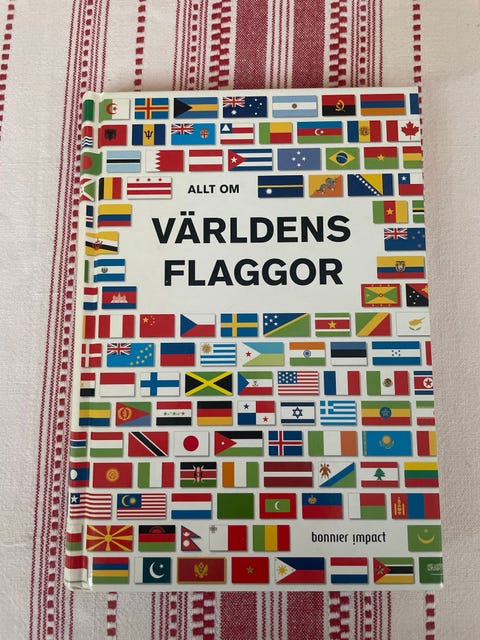 ALLT OM
VÄRLDENS
FLAGGOR
bonnier impact